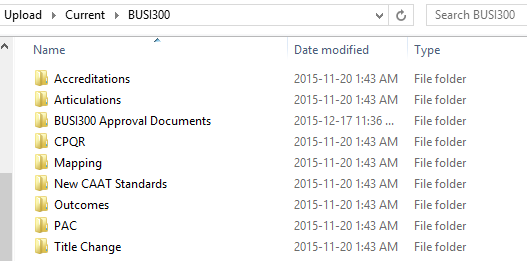 Upload Current BUSI300 Search BUSI300
Name Date modified Type
Accreditations 2015-11-20 1:43 AM File folder
Articulations 2015-11-20 1:43 AM File folder
BUSI300 Approval Documents 2015-12-17 11:36 ... File folder
CPQR 2015-11-20 1:43 AM File folder
Mapping 2015-11-20 1:43 AM File folder
New CAAT Standards 2015-11-20 1:43 AM File folder
Outcomes 2015-11-20 1:43 AM File folder
PAC 2015-11-20 1:43 AM File folder
Title Change 2015-11-20 1:43 AM File folder